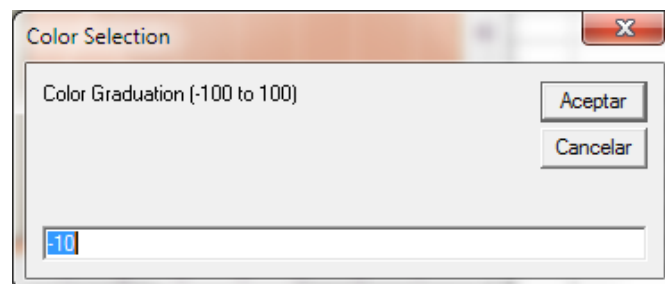 Color Selection
Color Graduation (-100 to 100)
Aceptar
Cancelar
-10